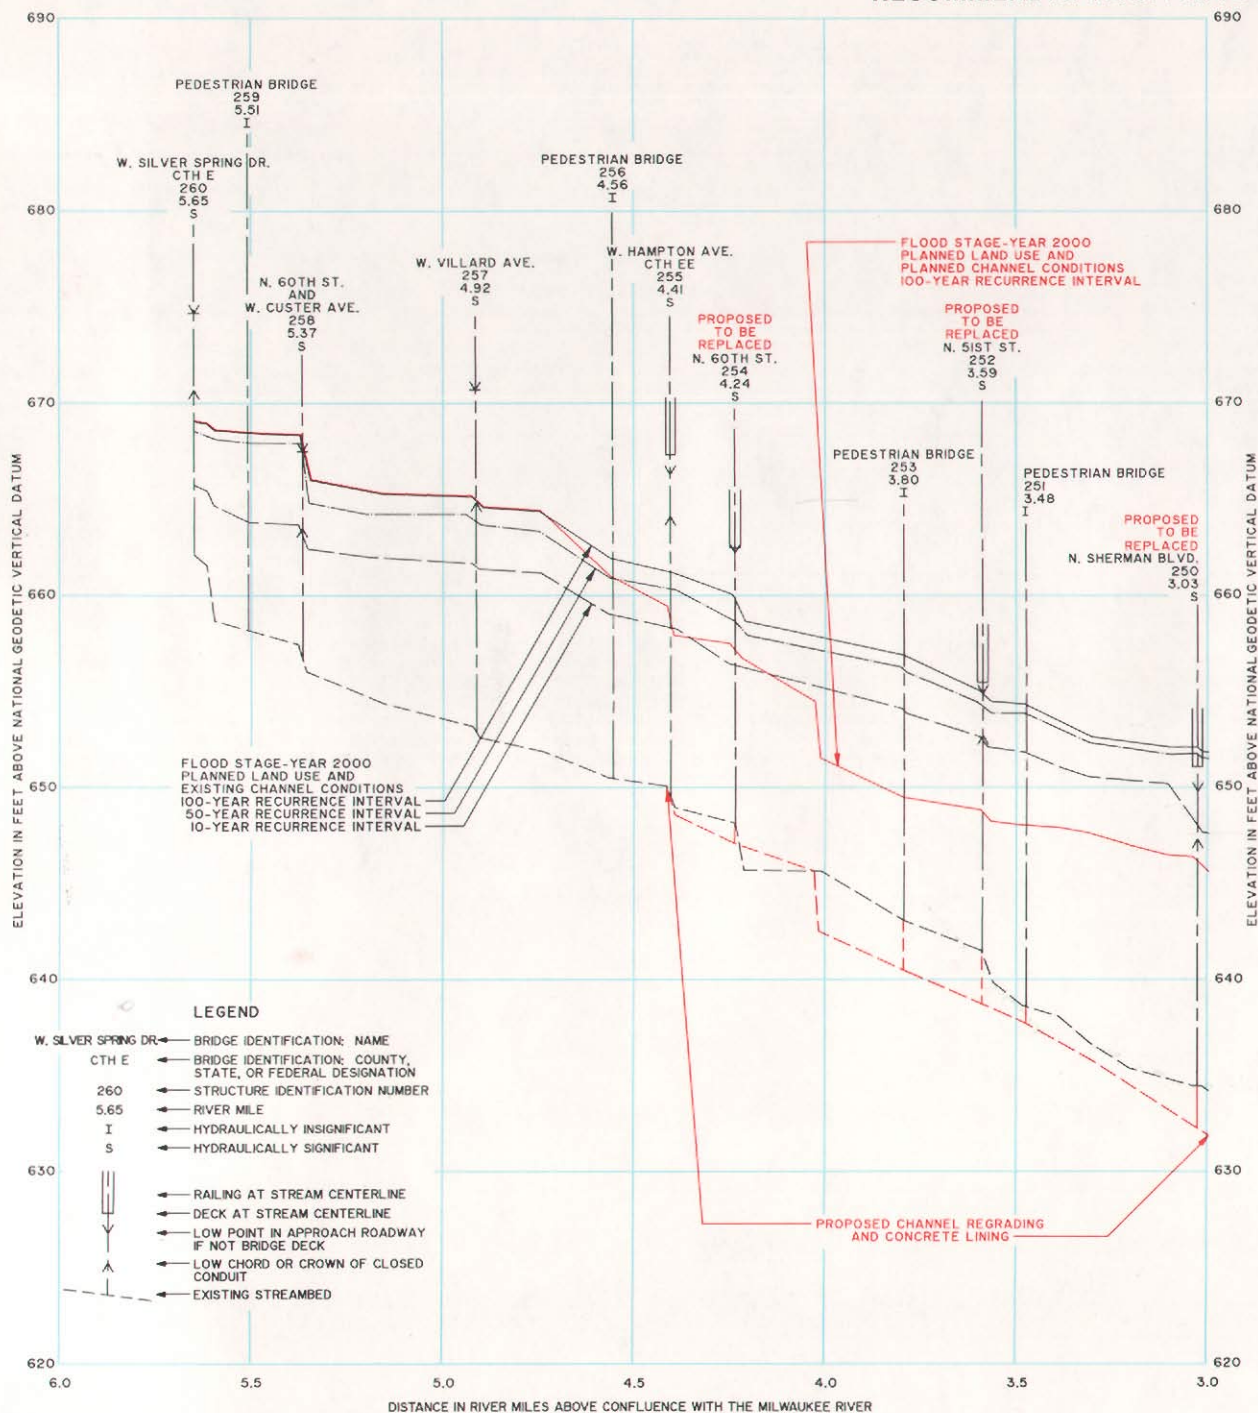 690
690
PEDESTRIAN BRIDGE
259
5.51
I
W. SILVER SPRING DR.
CTH E
260
5.65
S
PEDESTRIAN BRIDGE
256
4.56
I
680
680
N. 60TH ST.
AND
W. CUSTER AVE.
258
5.37
S
W. VILLARD AVE.
257
4.92
S
W. HAMPTON AVE.
CTH EE
255
4.41
S
FLOOD STAGE-YEAR 2000
PLANNED LAND USE AND
PLANNED CHANNEL CONDITIONS
100-YEAR RECURRENCE INTERVAL
PROPOSED
TO BE
REPLACED
N. 60TH ST.
254
4.24
S
PROPOSED
TO BE
REPLACED
N. 51ST ST.
252
3.59
S
670
670
PEDESTRIAN BRIDGE
253
3.80
I
PEDESTRIAN BRIDGE
251
3.48
I
PROPOSED
TO BE
REPLACED
N. SHERMAN BLVD.
250
3.03
S
ELEVATION IN FEET ABOVE NATIONAL GEODETIC VERTICAL DATUM
ELEVATION IN FEET ABOVE NATIONAL GEODETIC VERTICAL DATUM
660
660
FLOOD STAGE-YEAR 2000
PLANNED LAND USE AND
EXISTING CHANNEL CONDITIONS
100-YEAR RECURRENCE INTERVAL
50-YEAR RECURRENCE INTERVAL
10-YEAR RECURRENCE INTERVAL
650
650
640
640
LEGEND
W. SILVER SPRING DR. BRIDGE IDENTIFICATION: NAME
CTH E BRIDGE IDENTIFICATION: COUNTY,
STATE, OR FEDERAL DESIGNATION
260 STRUCTURE IDENTIFICATION NUMBER
5.65 RIVER MILE
I HYDRAULICALLY INSIGNIFICANT
S HYDRAULICALLY SIGNIFICANT
630
630
RAILING AT STREAM CENTERLINE
DECK AT STREAM CENTERLINE
LOW POINT IN APPROACH ROADWAY
IF NOT BRIDGE DECK
LOW CHORD OR CROWN OF CLOSED
CONDUIT
EXISTING STREAMBED
PROPOSED CHANNEL REGRADING
AND CONCRETE LINING
620
620
6.0 5.5 5.0 4.5 4.0 3.5 3.0
DISTANCE IN RIVER MILES ABOVE CONFLUENCE WITH THE MILWAUKEE RIVER